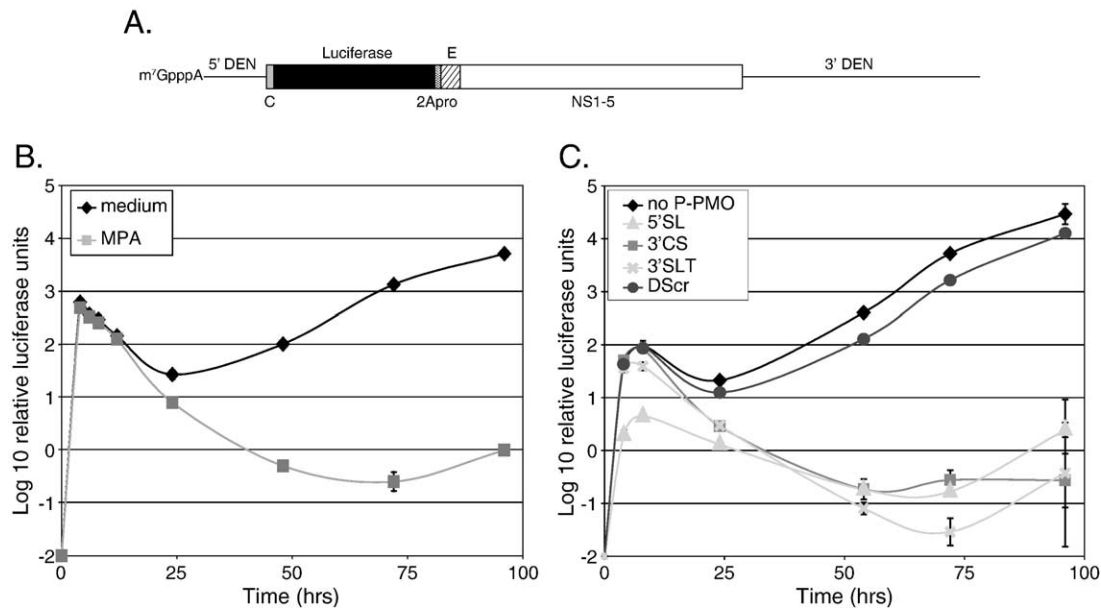 A.
m⁷GpppA 5' DEN Luciferase E 3' DEN
C 2Apro NS1-5
B.
medium
MPA
Log 10 relative luciferase units
5
4
3
2
1
0
-1
-2
0 25 50 75 100
Time (hrs)
C.
no P-PMO
5'SL
3'CS
3'SLT
DScr
Log 10 relative luciferase units
5
4
3
2
1
0
-1
-2
0 25 50 75 100
Time (hrs)